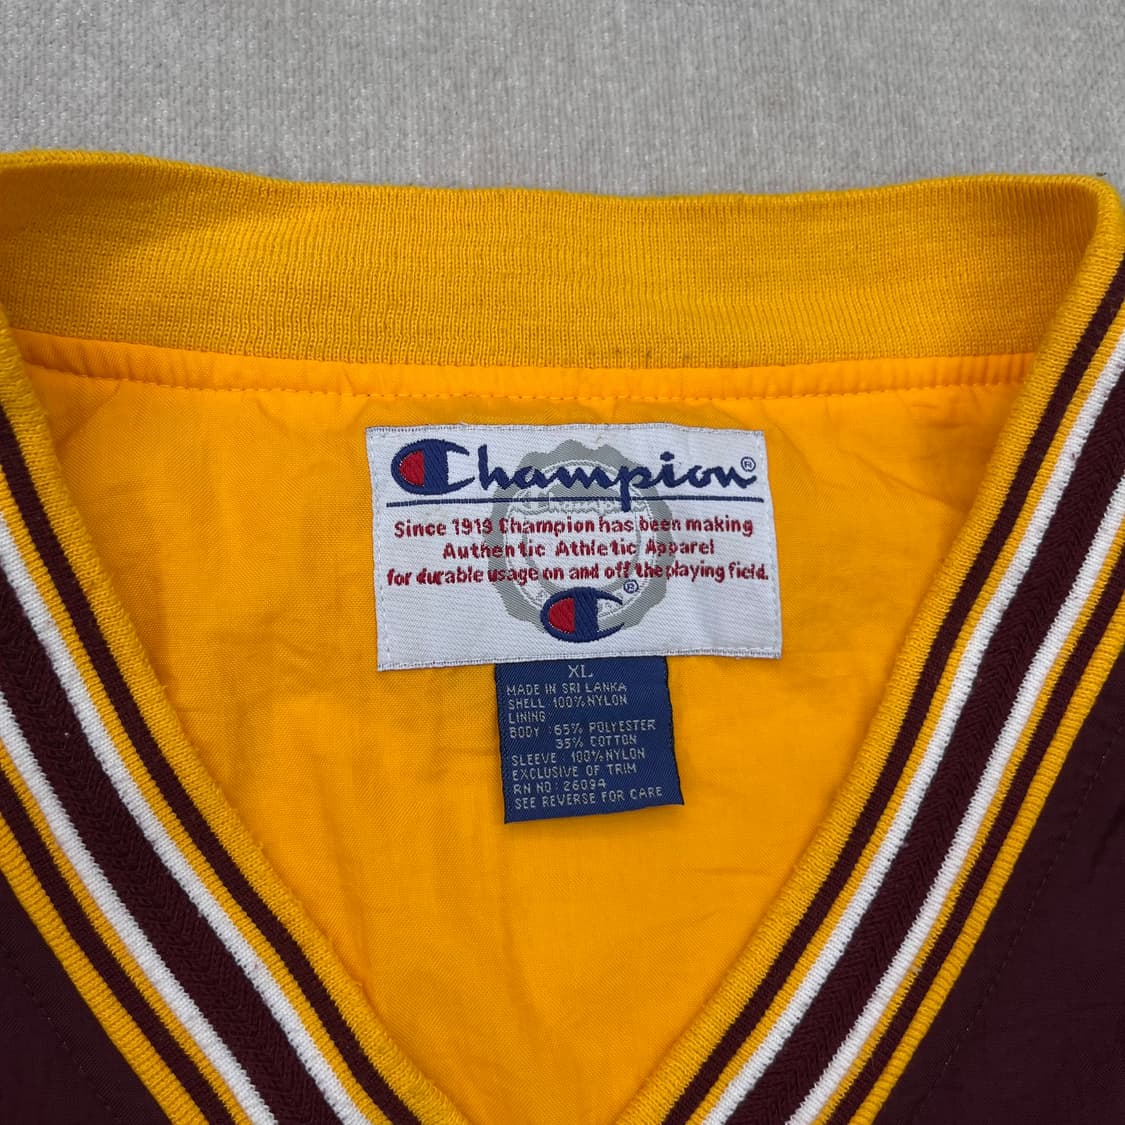 Champion®
Since 1919 Champion has been making
Authentic Athletic Apparel
for durable usage on and off the playing field.
®
XL
MADE IN SRI LANKA
SHELL 100% NYLON
LINING
BODY : 65% POLYESTER
35% COTTON
SLEEVE : 100% NYLON
EXCLUSIVE OF TRIM
RN NO : 26094
SEE REVERSE FOR CARE